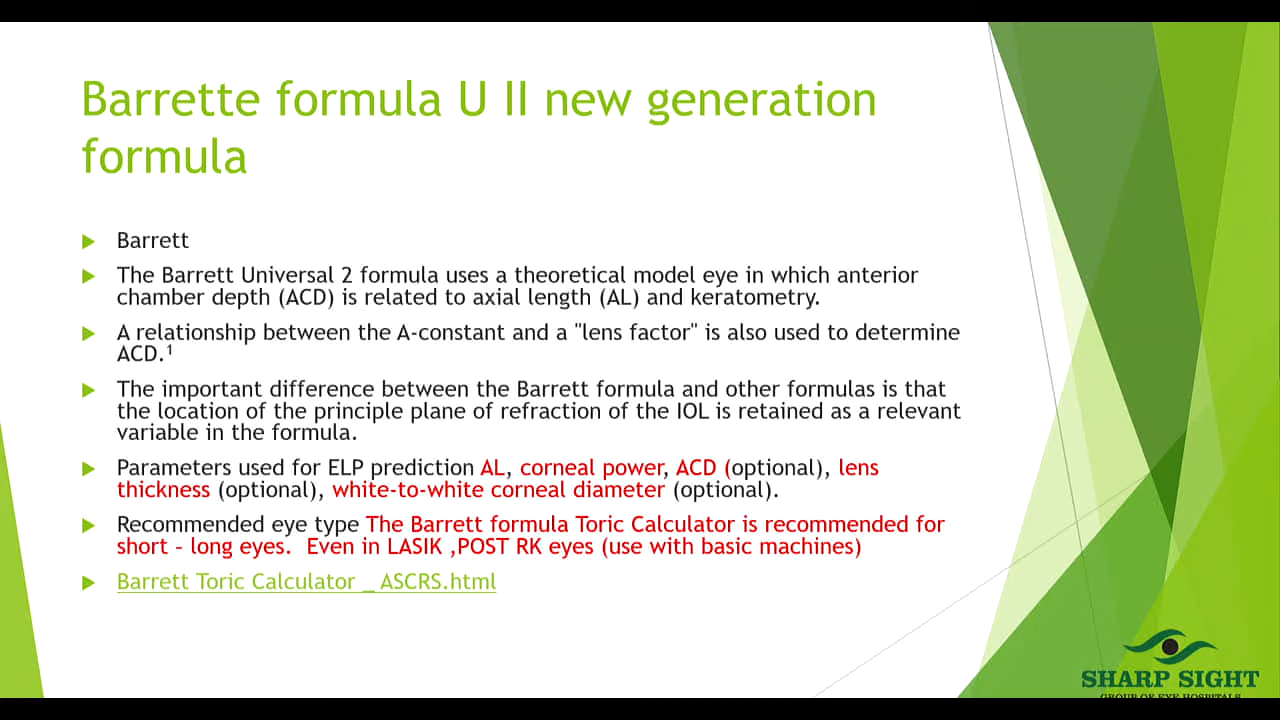 Barrette formula U II new generation
formula
Barrett
The Barrett Universal 2 formula uses a theoretical model eye in which anterior
chamber depth (ACD) is related to axial length (AL) and keratometry.
A relationship between the A-constant and a "lens factor" is also used to determine
ACD.¹
The important difference between the Barrett formula and other formulas is that
the location of the principle plane of refraction of the IOL is retained as a relevant
variable in the formula.
Parameters used for ELP prediction AL, corneal power, ACD (optional), lens
thickness (optional), white-to-white corneal diameter (optional).
Recommended eye type The Barrett formula Toric Calculator is recommended for
short – long eyes. Even in LASIK ,POST RK eyes (use with basic machines)
Barrett Toric Calculator _ ASCRS.html
SHARP SIGHT
GROUP OF EYE HOSPITALS